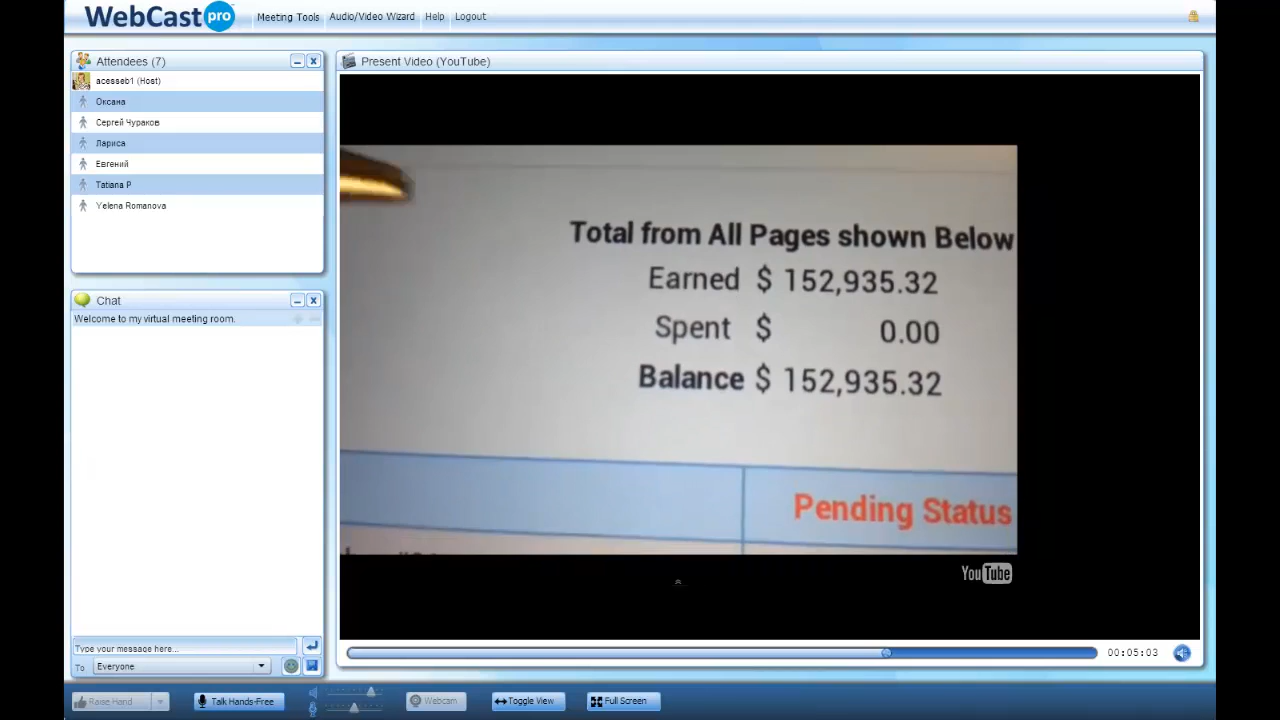 WebCast pro
Meeting Tools Audio/Video Wizard Help Logout
Attendees (7)
acesseb1 (Host)
Оксана
Сергей Чураков
Лариса
Евгений
Tatiana P
Yelena Romanova
Chat
Welcome to my virtual meeting room.
Type your message here...
To Everyone
Present Video (YouTube)
Total from All Pages shown Below
Earned $ 152,935.32
Spent $ 0.00
Balance $ 152,935.32
Pending Status
YouTube
00:05:03
Raise Hand Talk Hands-Free Webcam Toggle View Full Screen